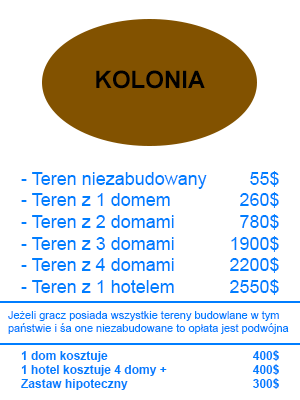 KOLONIA
- Teren niezabudowany 55$
- Teren z 1 domem 260$
- Teren z 2 domami 780$
- Teren z 3 domami 1900$
- Teren z 4 domami 2200$
- Teren z 1 hotelem 2550$
Jeżeli gracz posiada wszystkie tereny budowlane w tym
państwie i śa one niezabudowane to opłata jest podwójna
1 dom kosztuje 400$
1 hotel kosztuje 4 domy + 400$
Zastaw hipoteczny 300$